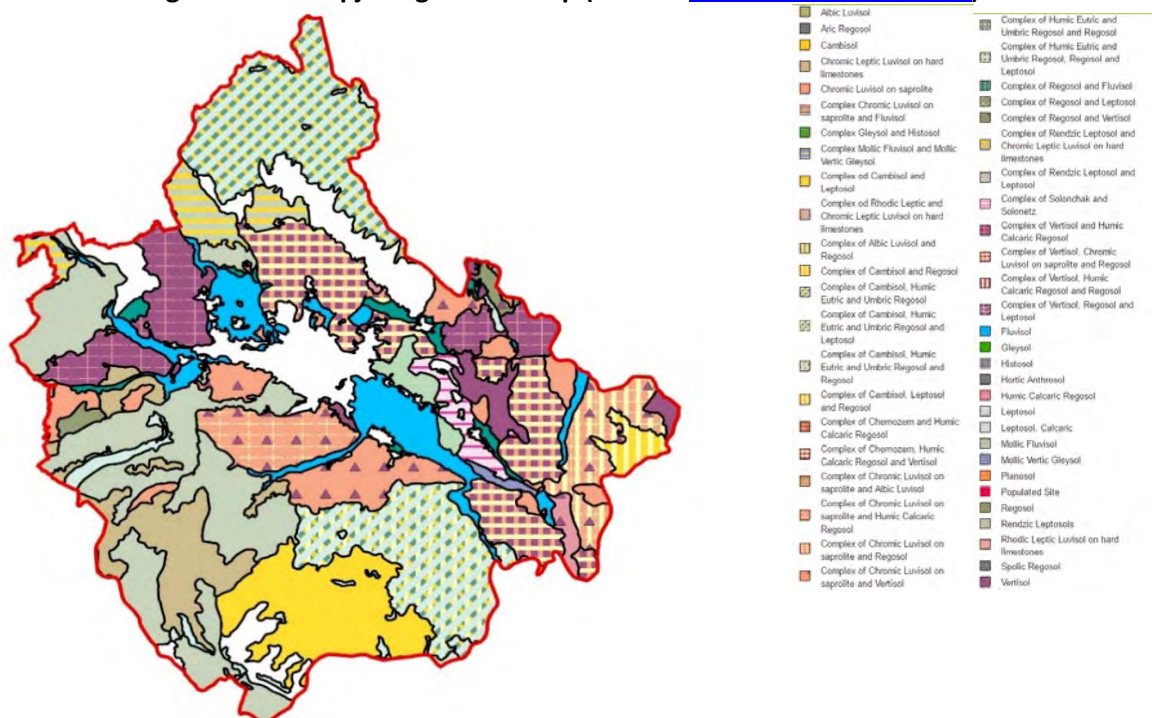 Albic Luvisol
Aric Regosol
Cambisol
Chromic Leptic Luvisol on hard
limestones
Chromic Luvisol on saprolite
Complex Chromic Luvisol on
saprolite and Fluvisol
Complex Gleysol and Histosol
Complex Mollic Fluvisol and Mollic
Vertic Gleysol
Complex od Cambisol and
Leptosol
Complex od Rhodic Leptic and
Chromic Leptic Luvisol on hard
limestones
Complex of Albic Luvisol and
Regosol
Complex of Cambisol and Regosol
Complex of Cambisol, Humic
Eutric and Umbric Regosol
Complex of Cambisol, Humic
Eutric and Umbric Regosol and
Leptosol
Complex of Cambisol, Humic
Eutric and Umbric Regosol and
Regosol
Complex of Cambisol, Leptosol
and Regosol
Complex of Chernozem and Humic
Calcaric Regosol
Complex of Chernozem, Humic
Calcaric Regosol and Vertisol
Complex of Chromic Luvisol on
saprolite and Albic Luvisol
Complex of Chromic Luvisol on
saprolite and Humic Calcaric
Regosol
Complex of Chromic Luvisol on
saprolite and Regosol
Complex of Chromic Luvisol on
saprolite and Vertisol
Complex of Humic Eutric and
Umbric Regosol and Regosol
Complex of Humic Eutric and
Umbric Regosol, Regosol and
Leptosol
Complex of Regosol and Fluvisol
Complex of Regosol and Leptosol
Complex of Regosol and Vertisol
Complex of Rendzic Leptosol and
Chromic Leptic Luvisol on hard
limestones
Complex of Rendzic Leptosol and
Leptosol
Complex of Solonchak and
Solonetz
Complex of Vertisol and Humic
Calcaric Regosol
Complex of Vertisol, Chromic
Luvisol on saprolite and Regosol
Complex of Vertisol, Humic
Calcaric Regosol and Regosol
Complex of Vertisol, Regosol and
Leptosol
Fluvisol
Gleysol
Histosol
Hortic Anthrosol
Humic Calcaric Regosol
Leptosol
Leptosol, Calcaric
Mollic Fluvisol
Mollic Vertic Gleysol
Planosol
Populated Site
Regosol
Rendzic Leptosols
Rhodic Leptic Luvisol on hard
limestones
Spolic Regosol
Vertisol